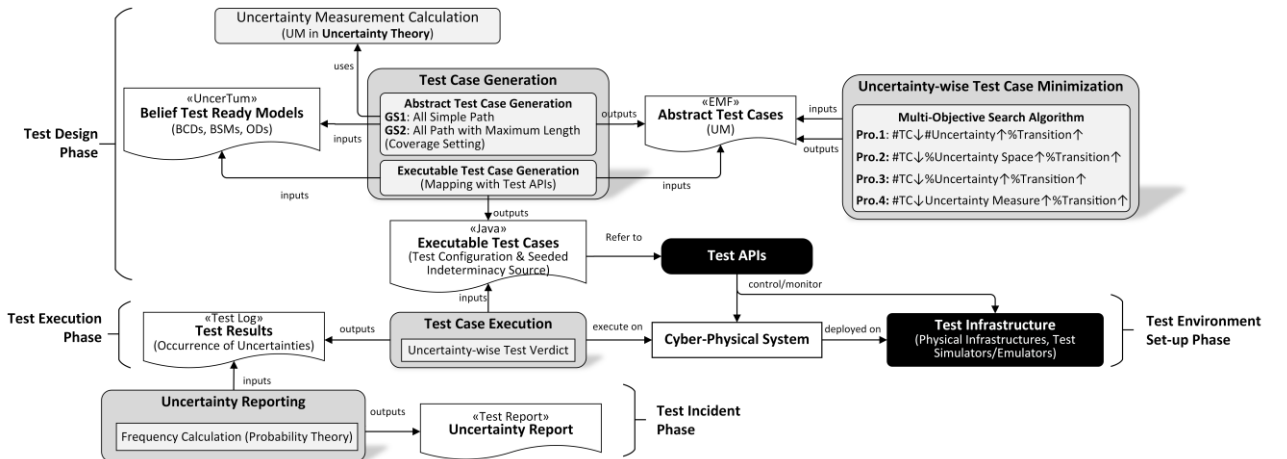 Uncertainty Measurement Calculation
(UM in Uncertainty Theory)
uses
Test Case Generation
Abstract Test Case Generation
GS1: All Simple Path
GS2: All Path with Maximum Length
(Coverage Setting)
Executable Test Case Generation
(Mapping with Test APIs)
«UncerTum»
Belief Test Ready Models
(BCDs, BSMs, ODs)
inputs
inputs
outputs
«EMF»
Abstract Test Cases
(UM)
inputs
inputs
outputs
Uncertainty-wise Test Case Minimization
Multi-Objective Search Algorithm
Pro.1: #TC↓#Uncertainty↑%Transition↑
Pro.2: #TC↓%Uncertainty Space↑%Transition↑
Pro.3: #TC↓%Uncertainty↑%Transition↑
Pro.4: #TC↓Uncertainty Measure↑%Transition↑
Test Design
Phase
outputs
«Java»
Executable Test Cases
(Test Configuration & Seeded
Indeterminacy Source)
Refer to
Test APIs
control/monitor
inputs
Test Execution
Phase
«Test Log»
Test Results
(Occurrence of Uncertainties)
outputs
Test Case Execution
Uncertainty-wise Test Verdict
execute on
Cyber-Physical System
deployed on
Test Infrastructure
(Physical Infrastructures, Test
Simulators/Emulators)
Test Environment
Set-up Phase
inputs
Uncertainty Reporting
Frequency Calculation (Probability Theory)
outputs
«Test Report»
Uncertainty Report
Test Incident
Phase